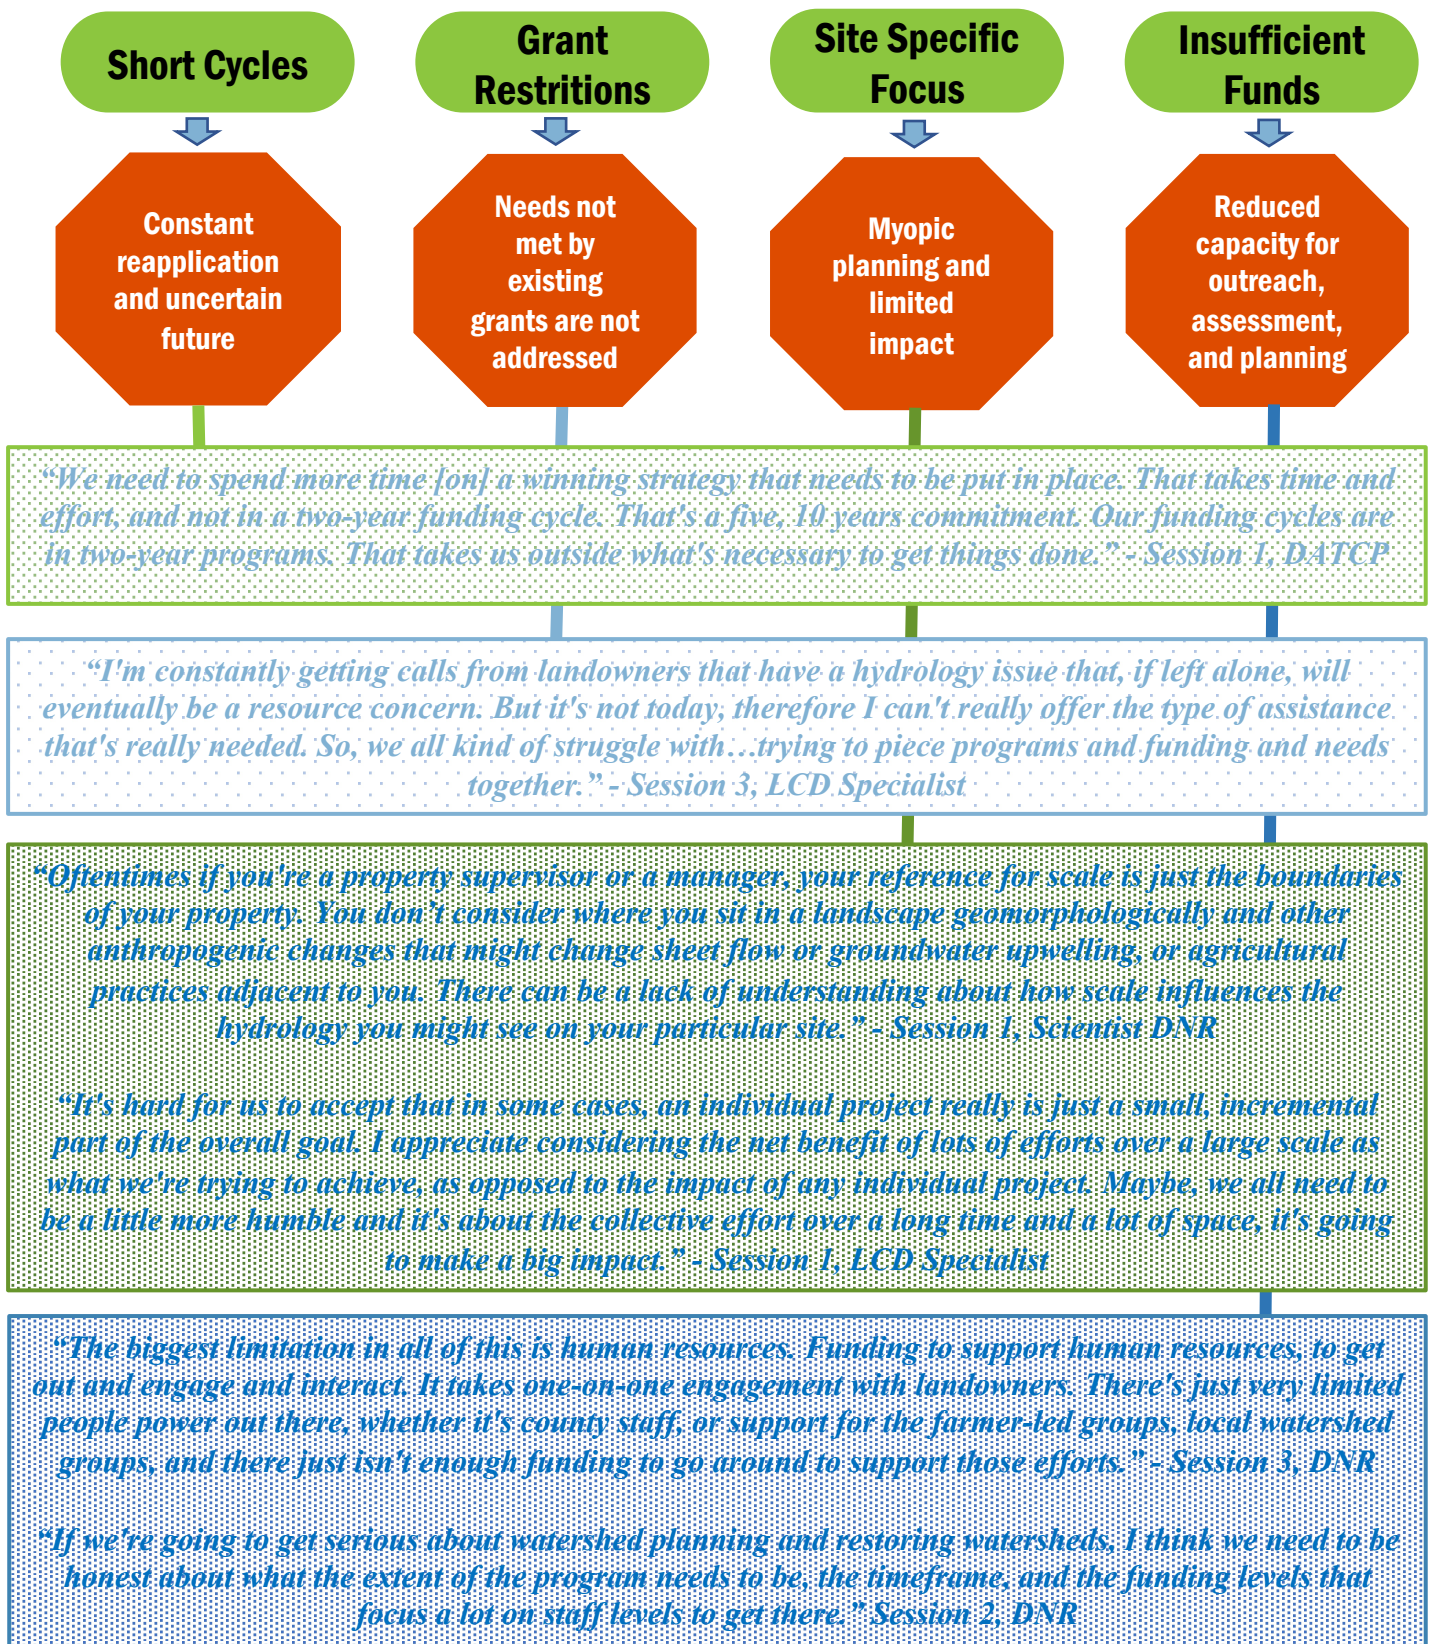 Short Cycles
Grant
Restritions
Site Specific
Focus
Insufficient
Funds
Constant
reapplication
and uncertain
future
Needs not
met by
existing
grants are not
addressed
Myopic
planning and
limited
impact
Reduced
capacity for
outreach,
assessment,
and planning
“We need to spend more time [on] a winning strategy that needs to be put in place. That takes time and
effort, and not in a two-year funding cycle. That's a five, 10 years commitment. Our funding cycles are
in two-year programs. That takes us outside what's necessary to get things done.” - Session 1, DATCP
“I'm constantly getting calls from landowners that have a hydrology issue that, if left alone, will
eventually be a resource concern. But it's not today, therefore I can't really offer the type of assistance
that's really needed. So, we all kind of struggle with…trying to piece programs and funding and needs
together.” - Session 3, LCD Specialist
“Oftentimes if you're a property supervisor or a manager, your reference for scale is just the boundaries
of your property. You don’t consider where you sit in a landscape geomorphologically and other
anthropogenic changes that might change sheet flow or groundwater upwelling, or agricultural
practices adjacent to you. There can be a lack of understanding about how scale influences the
hydrology you might see on your particular site.” - Session 1, Scientist DNR
“It's hard for us to accept that in some cases, an individual project really is just a small, incremental
part of the overall goal. I appreciate considering the net benefit of lots of efforts over a large scale as
what we're trying to achieve, as opposed to the impact of any individual project. Maybe, we all need to
be a little more humble and it's about the collective effort over a long time and a lot of space, it's going
to make a big impact.” - Session 1, LCD Specialist
“The biggest limitation in all of this is human resources. Funding to support human resources, to get
out and engage and interact. It takes one-on-one engagement with landowners. There's just very limited
people power out there, whether it's county staff, or support for the farmer-led groups, local watershed
groups, and there just isn't enough funding to go around to support those efforts.” - Session 3, DNR
“If we're going to get serious about watershed planning and restoring watersheds, I think we need to be
honest about what the extent of the program needs to be, the timeframe, and the funding levels that
focus a lot on staff levels to get there.” Session 2, DNR